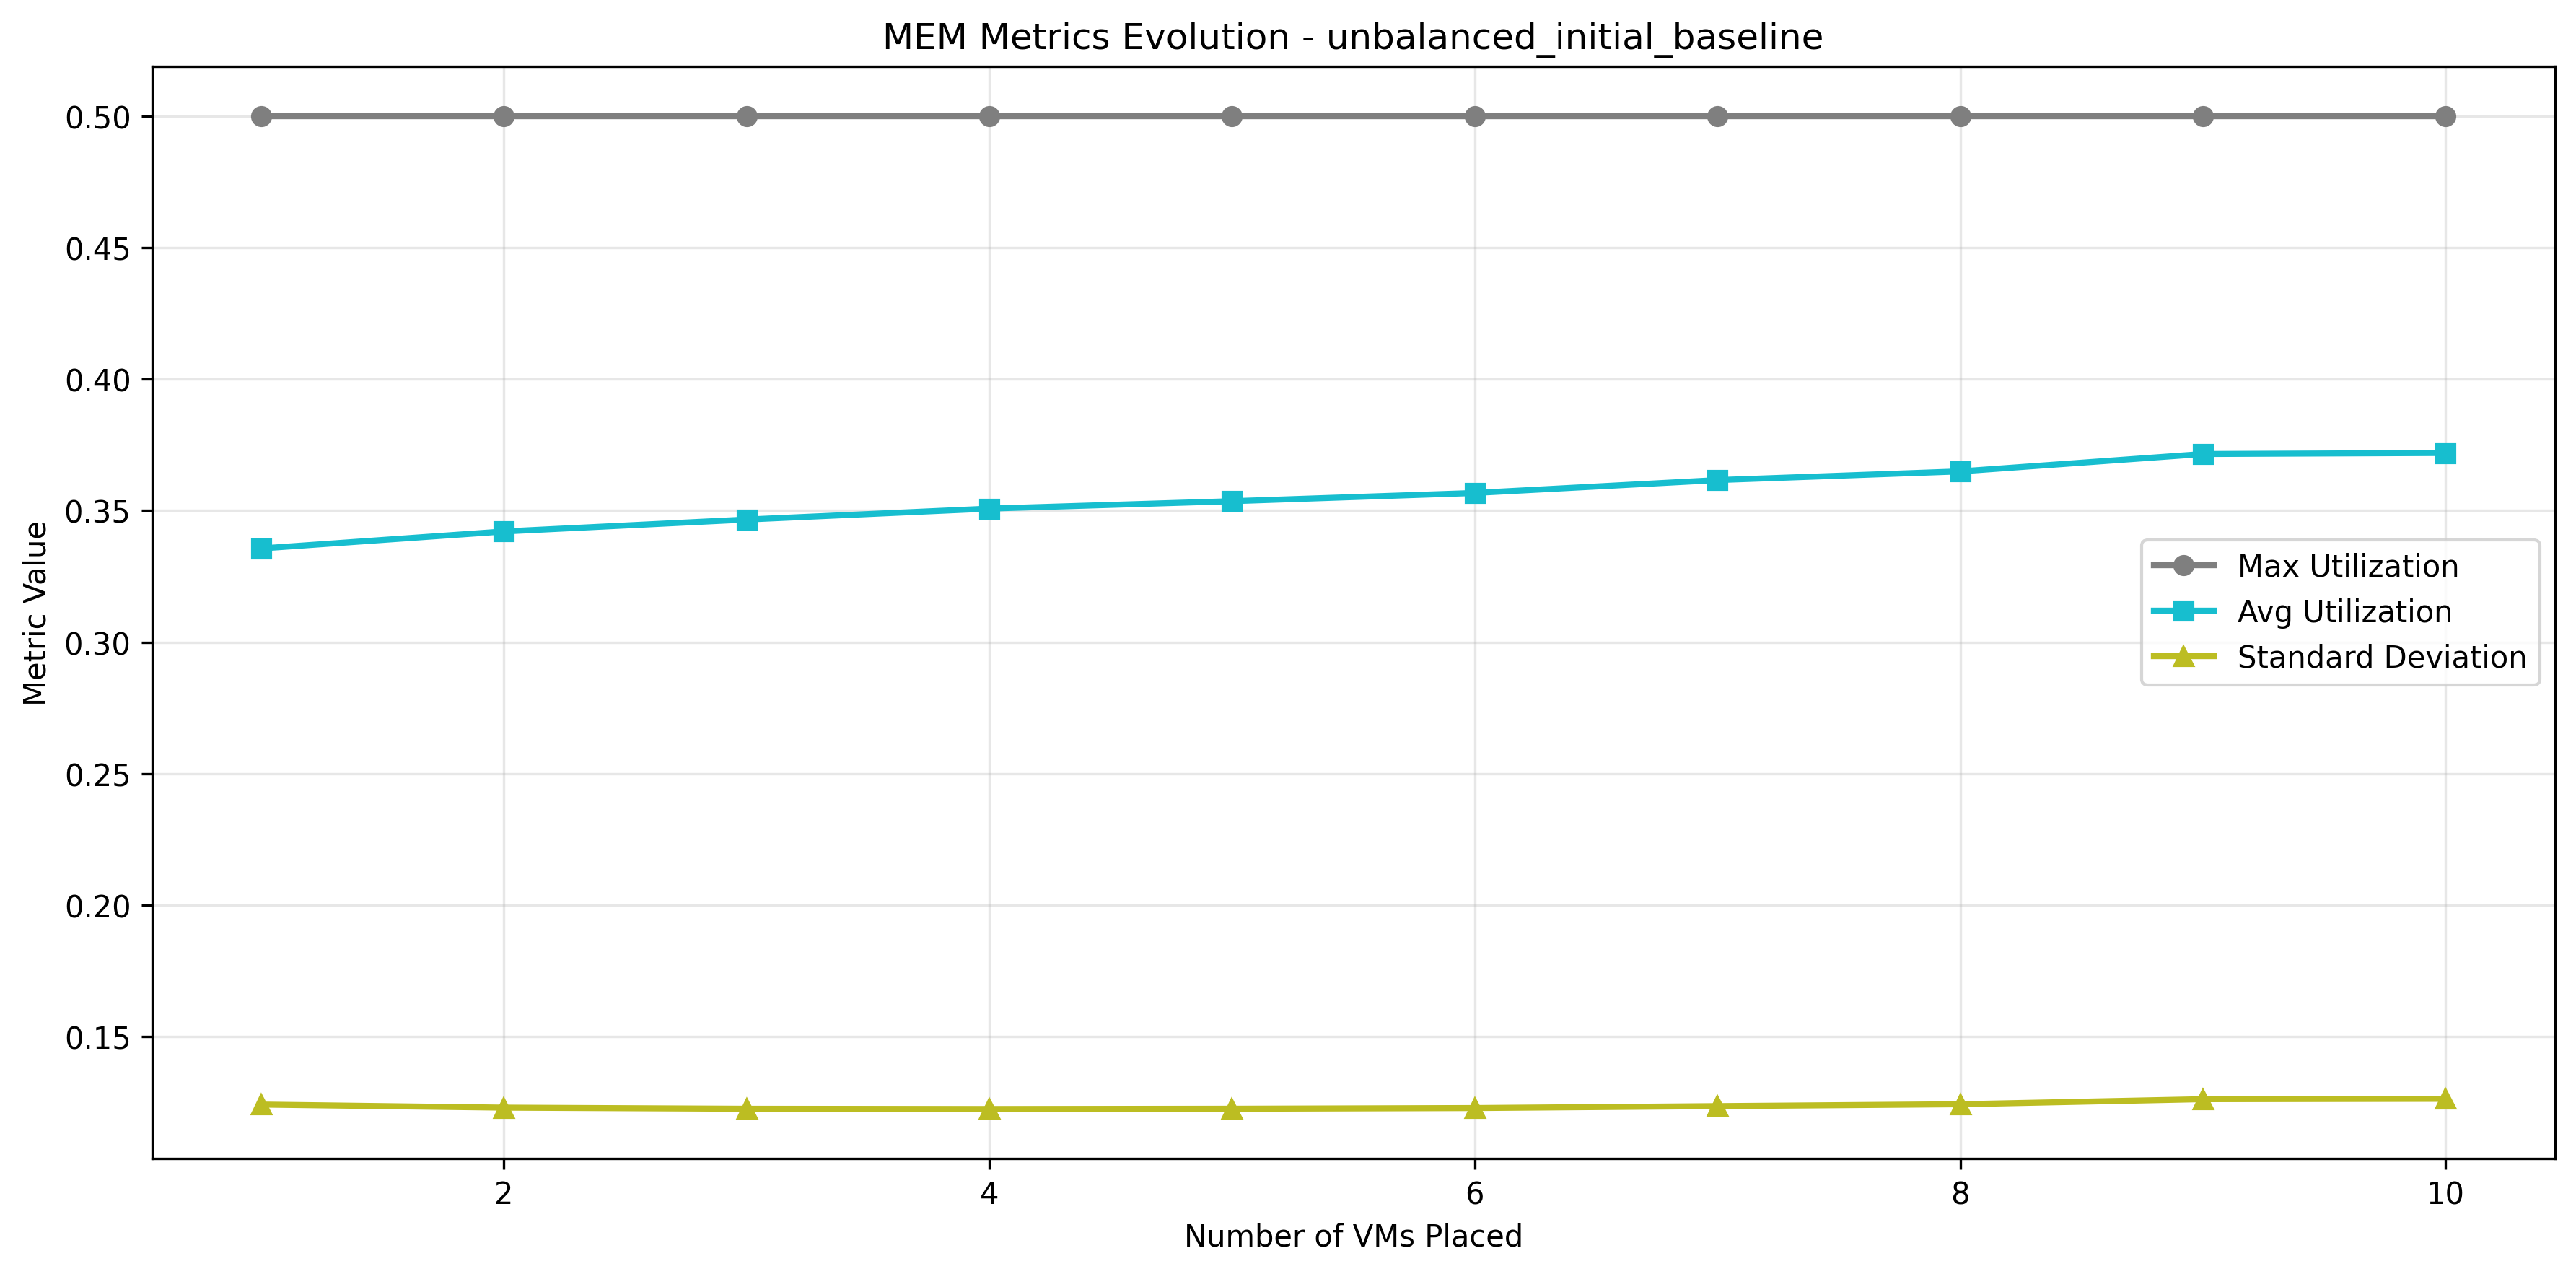 MEM Metrics Evolution - unbalanced_initial_baseline
0.50
0.45
0.40
0.35
0.30
0.25
0.20
0.15
Metric Value
Max Utilization
Avg Utilization
Standard Deviation
2 4 6 8 10
Number of VMs Placed